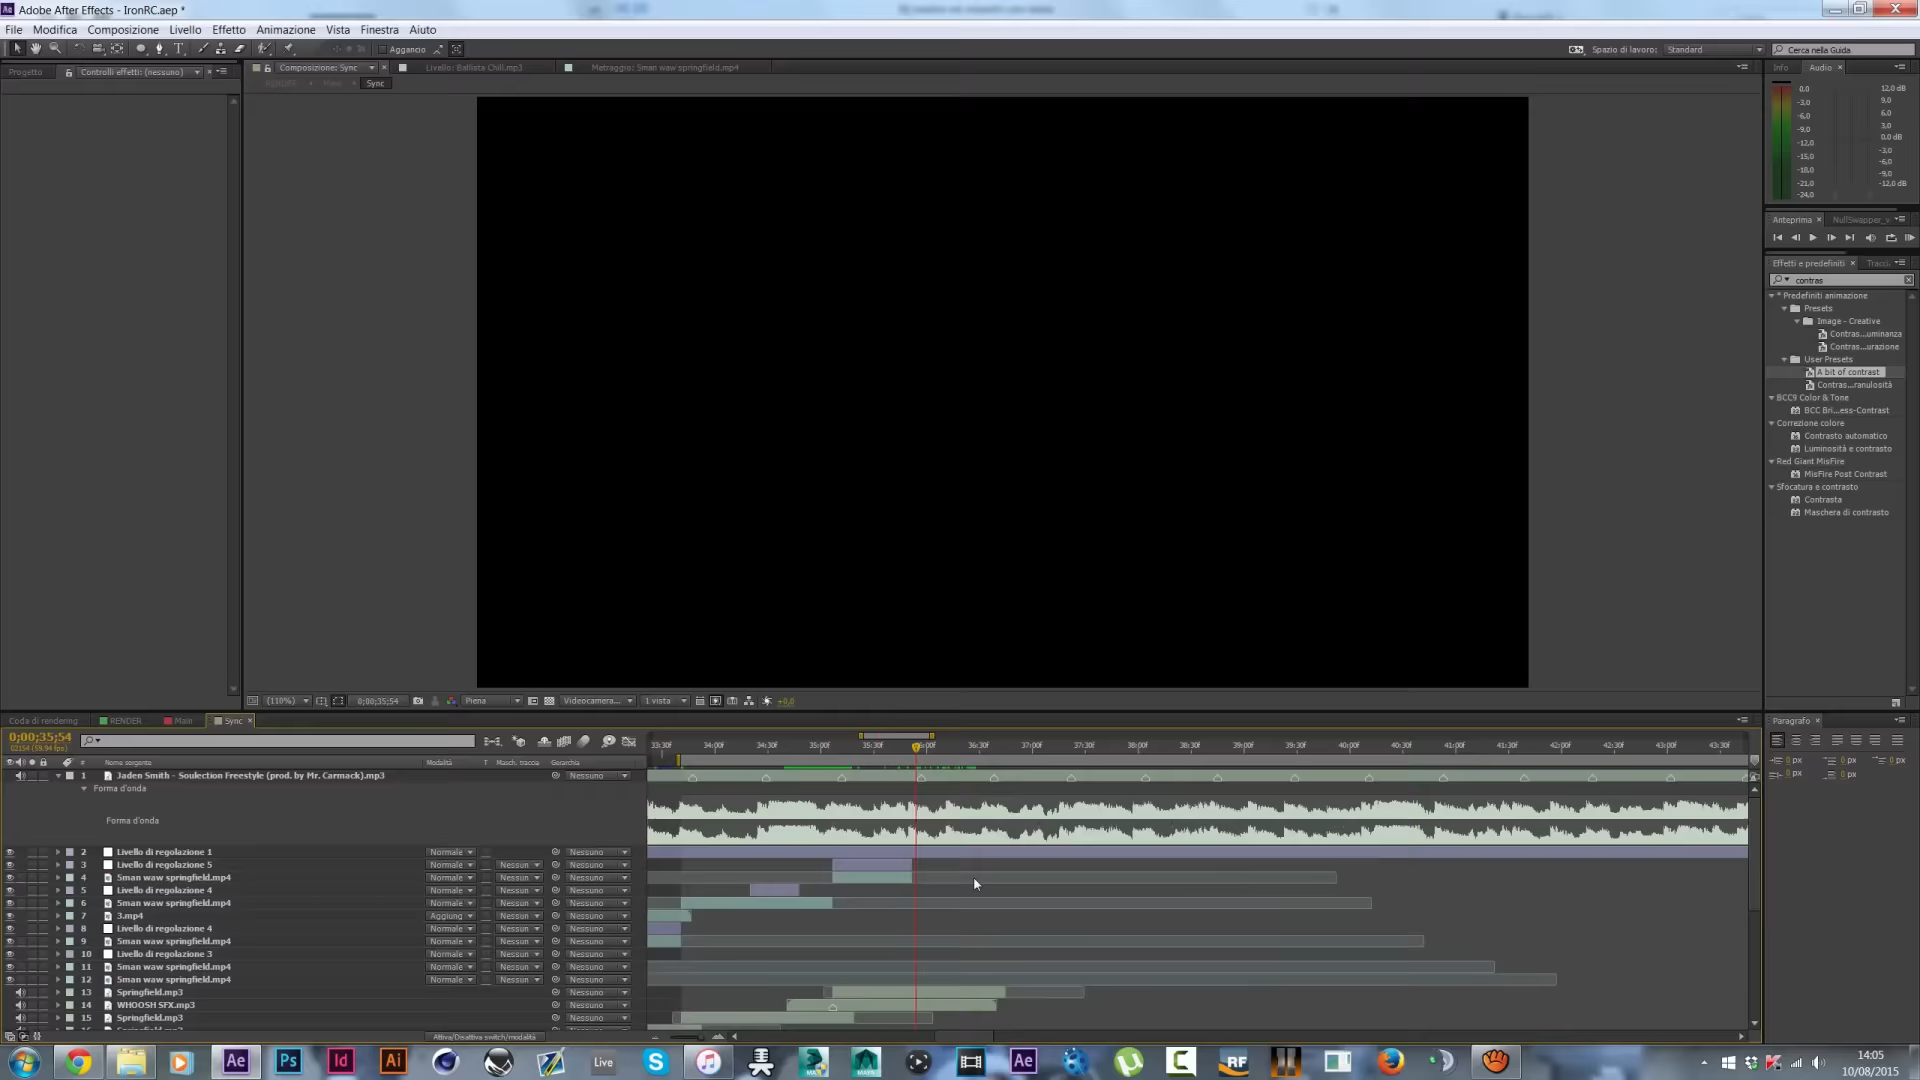 Adobe After Effects - IronRC.aep *
File Modifica Composizione Livello Effetto Animazione Vista Finestra Aiuto
Aggancio Spazio di lavoro: Standard Cerca nella Guida
Progetto Controlli effetti: (nessuno) Composizione: Sync Livello: Ballista Chill.mp3 Metraggio: 5man waw springfield.mp4 Info Audio
RENDER Main Sync
0,0
-3,0
-6,0
-9,0
-12,0
-15,0
-18,0
-21,0
-24,0
12,0 dB
9,0
6,0
3,0
0,0 dB
-3,0
-6,0
-9,0
-12,0 dB
Anteprima NullSwapper_v
Effetti e predefiniti Tracci
contras
* Predefiniti animazione
Presets
Image - Creative
Contras...uminanza
Contras...urazione
User Presets
A bit of contrast
Contras...ranulosità
BCC9 Color & Tone
BCC Bri...ess-Contrast
Correzione colore
Contrasto automatico
Luminosità e contrasto
Red Giant MisFire
MisFire Post Contrast
Sfocatura e contrasto
Contrasta
Maschera di contrasto
(110%) 0;00;35;54 Piena Videocamera... 1 vista +0,0
Coda di rendering RENDER Main Sync Paragrafo
0;00;35;54
02154 (59.94 fps)
33:30f 34:00f 34:30f 35:00f 35:30f 36:00f 36:30f 37:00f 37:30f 38:00f 38:30f 39:00f 39:30f 40:00f 40:30f 41:00f 41:30f 42:00f 42:30f 43:00f 43:30f
0 px 0 px 0 px
0 px 0 px
# Nome sorgente Modalità T Masch. traccia Gerarchia
1 Jaden Smith - Soulection Freestyle (prod. by Mr. Carmack).mp3 Nessuno
Forma d'onda
Forma d'onda
2 Livello di regolazione 1 Normale Nessuno
3 Livello di regolazione 5 Normale Nessun Nessuno
4 5man waw springfield.mp4 Normale Nessun Nessuno
5 Livello di regolazione 4 Normale Nessun Nessuno
6 5man waw springfield.mp4 Normale Nessun Nessuno
7 3.mp4 Aggiung Nessun Nessuno
8 Livello di regolazione 4 Normale Nessun Nessuno
9 5man waw springfield.mp4 Normale Nessun Nessuno
10 Livello di regolazione 3 Normale Nessun Nessuno
11 5man waw springfield.mp4 Normale Nessun Nessuno
12 5man waw springfield.mp4 Normale Nessun Nessuno
13 Springfield.mp3 Nessuno
14 WHOOSH SFX.mp3 Nessuno
15 Springfield.mp3 Nessuno
Attiva/Disattiva switch/modalità
Ae Ps Id Ai Live Ae RF
14:05
10/08/2015